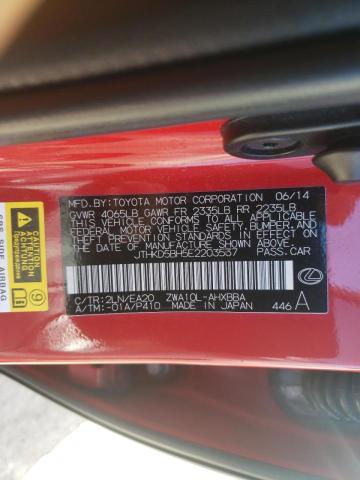 MFD.BY:TOYOTA MOTOR CORPORATION 06/14
GVWR 4065LB GAWR FR 2335LB RR 2235LB
THIS VEHICLE CONFORMS TO ALL APPLICABLE
FEDERAL MOTOR VEHICLE SAFETY, BUMPER,
AND THEFT PREVENTION STANDARDS IN
EFFECT ON THE DATE OF MANUFACTURE
SHOWN ABOVE.
JTHKD5BH5E2203537 PASS.CAR
C/TR:2LN/EA20 ZWA10L-AHXBBA
A/TM:-01A/P410 MADE IN JAPAN 446 A
SIDE AIRBAG
9